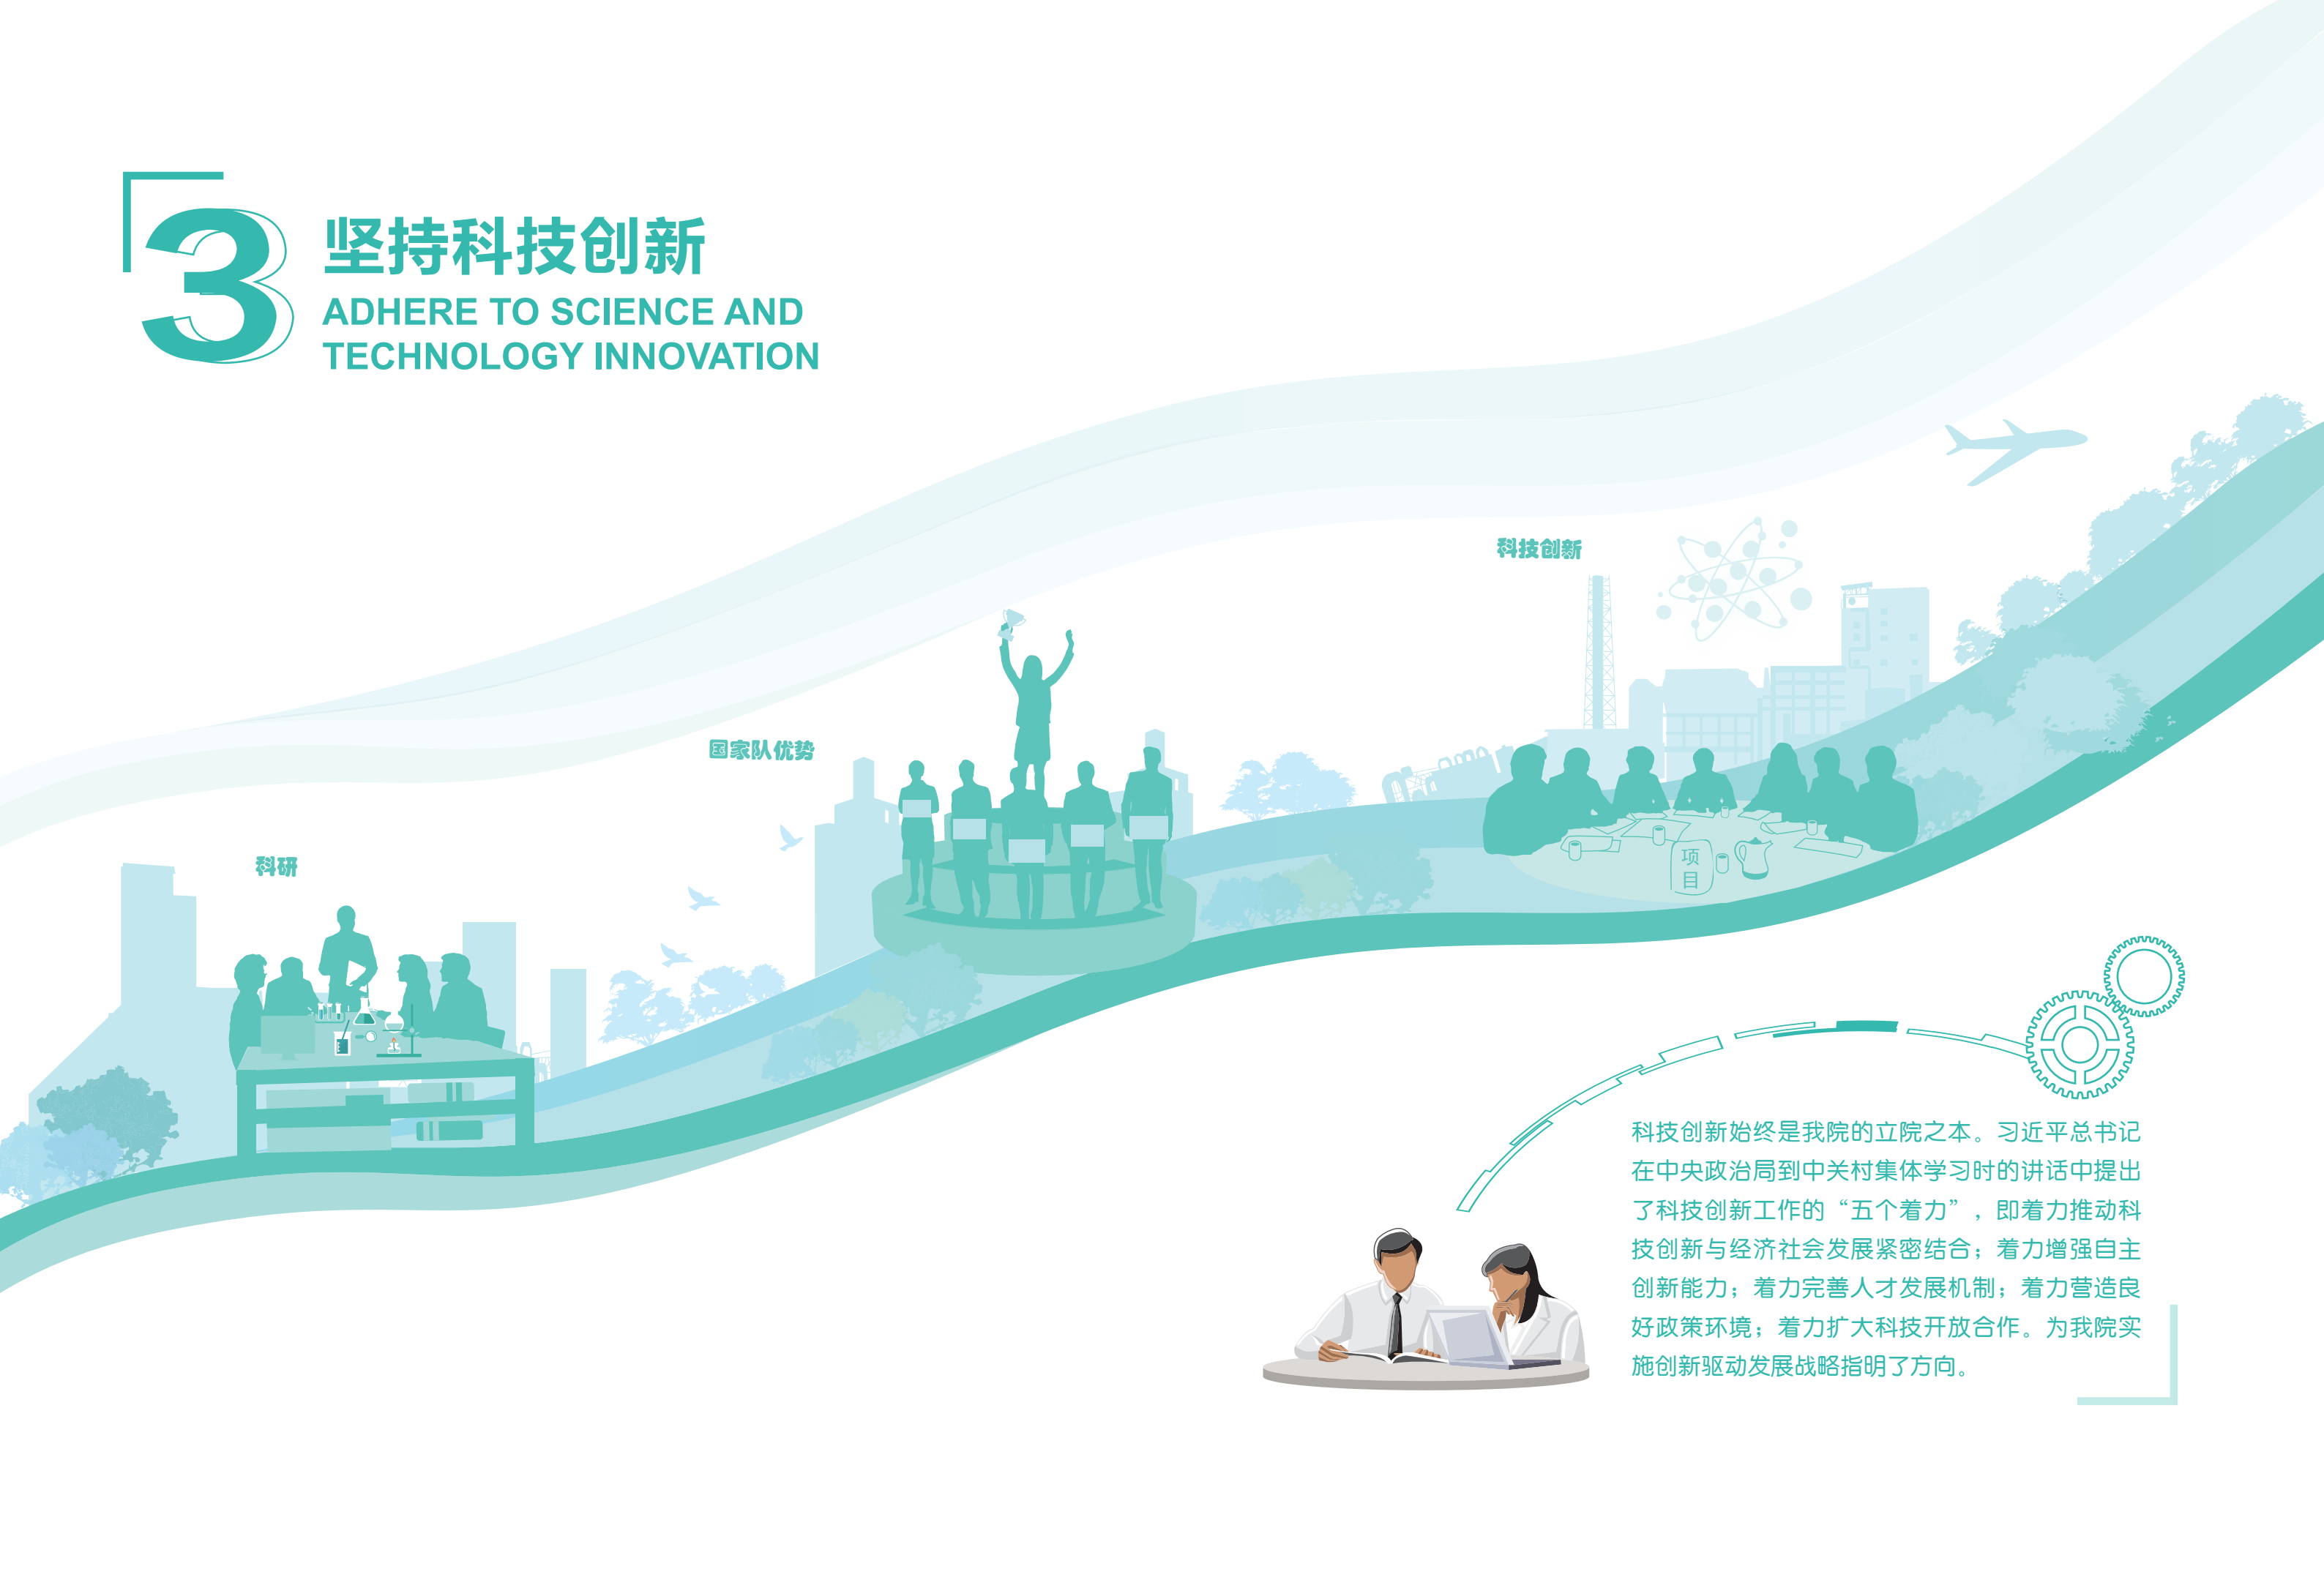 3
坚持科技创新
ADHERE TO SCIENCE AND
TECHNOLOGY INNOVATION
科技创新
国家队优势
科研
项
目
科技创新始终是我院的立院之本。习近平总书记
在中央政治局到中关村集体学习时的讲话中提出
了科技创新工作的“五个着力”，即着力推动科
技创新与经济社会发展紧密结合；着力增强自主
创新能力；着力完善人才发展机制；着力营造良
好政策环境；着力扩大科技开放合作。为我院实
施创新驱动发展战略指明了方向。